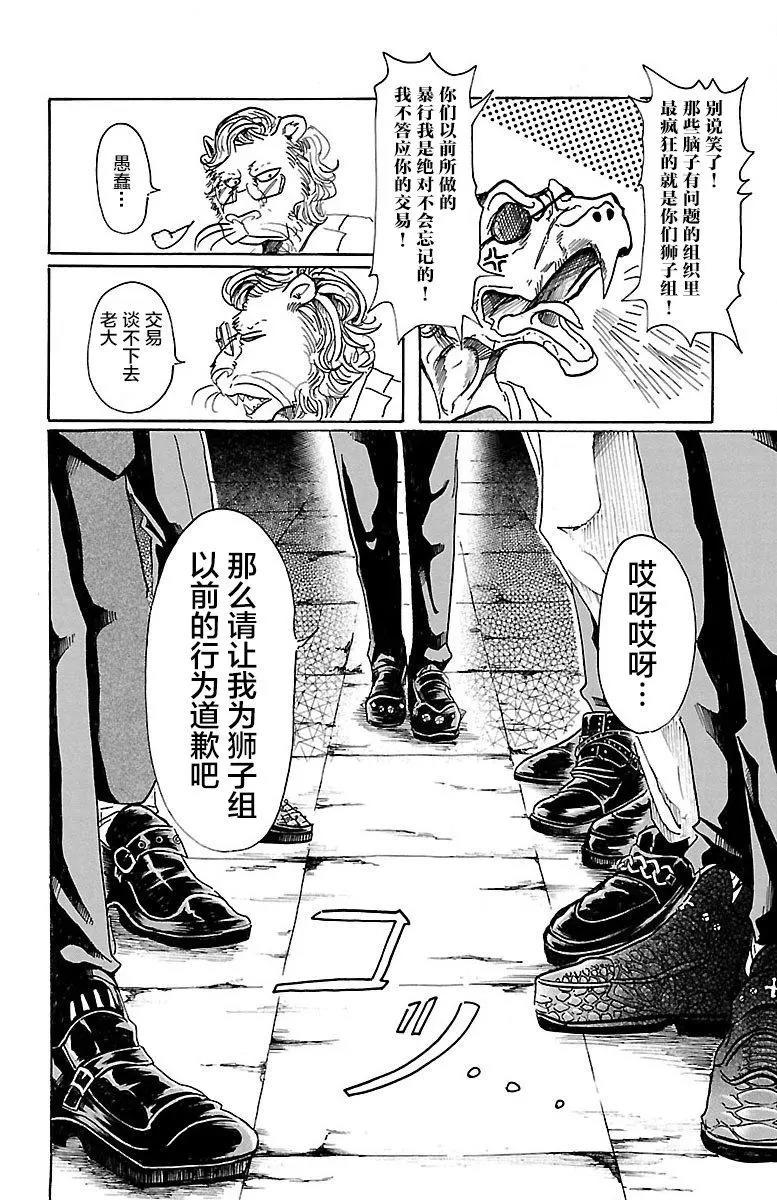 别说笑了！
那些脑子有问题的组织里
最疯狂的就是你们狮子组！
你们以前所做的
暴行我是绝对不会忘记的！
我不答应你的交易！
愚蠢…
交易
谈不下去
老大
哎呀哎呀…
那么请让我为狮子组
以前的行为道歉吧
コツ...